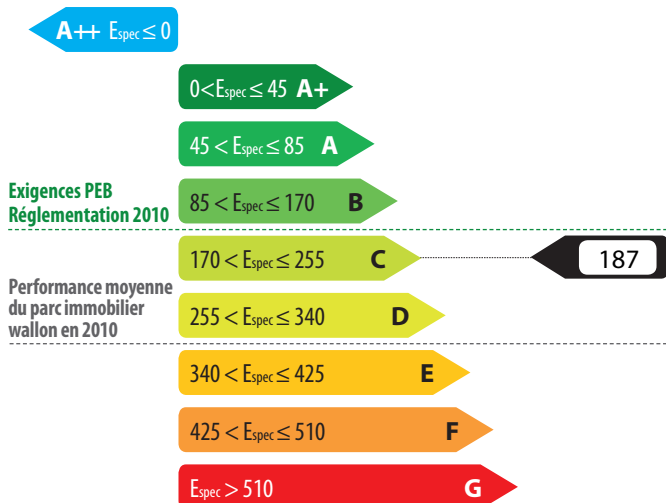 A++ Espec ≤ 0
0 < Espec ≤ 45 A+
45 < Espec ≤ 85 A
Exigences PEB
Réglementation 2010
85 < Espec ≤ 170 B
170 < Espec ≤ 255 C
187
Performance moyenne
du parc immobilier
wallon en 2010
255 < Espec ≤ 340 D
340 < Espec ≤ 425 E
425 < Espec ≤ 510 F
Espec > 510 G